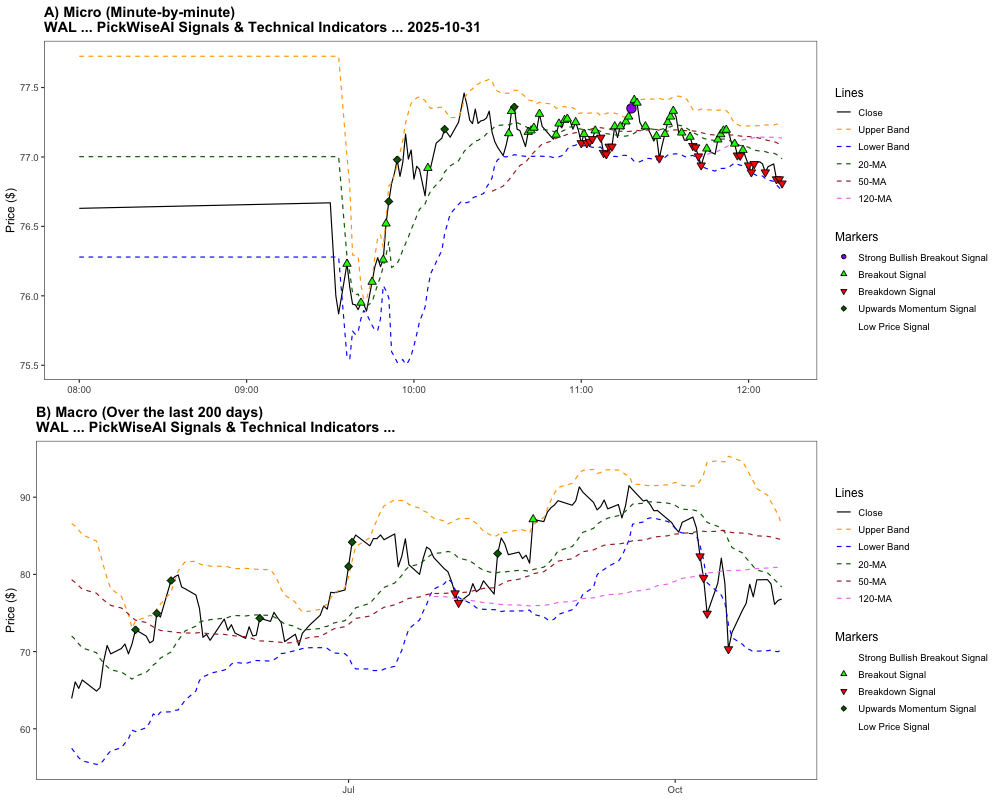 A) Micro (Minute-by-minute)
WAL ... PickWiseAI Signals & Technical Indicators ... 2025-10-31
Price ($)
77.5
77.0
76.5
76.0
75.5
08:00
09:00
10:00
11:00
12:00
Lines
Close
Upper Band
Lower Band
20-MA
50-MA
120-MA
Markers
Strong Bullish Breakout Signal
Breakout Signal
Breakdown Signal
Upwards Momentum Signal
Low Price Signal
B) Macro (Over the last 200 days)
WAL ... PickWiseAI Signals & Technical Indicators ...
Price ($)
90
80
70
60
Jul
Oct
Lines
Close
Upper Band
Lower Band
20-MA
50-MA
120-MA
Markers
Strong Bullish Breakout Signal
Breakout Signal
Breakdown Signal
Upwards Momentum Signal
Low Price Signal